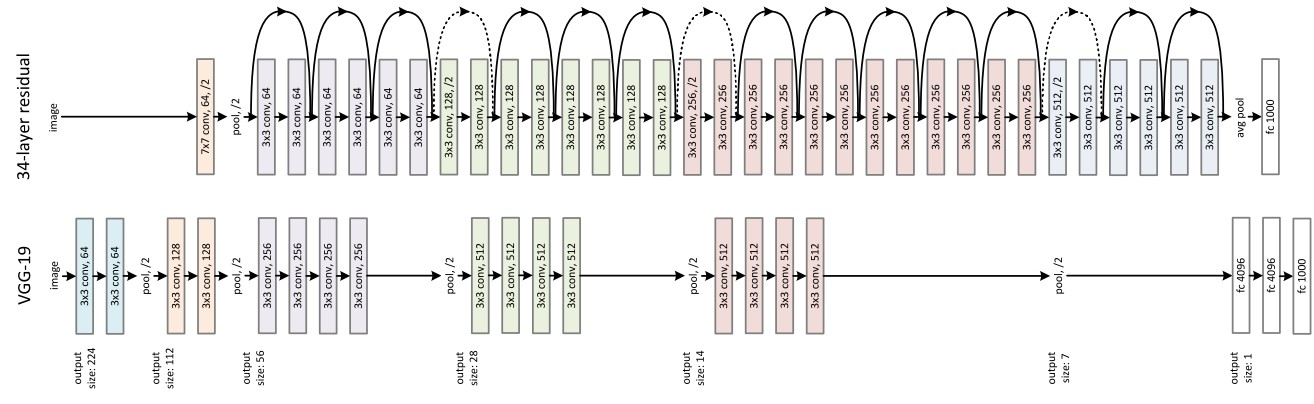 34-layer residual
image
7x7 conv, 64, /2
pool, /2
3x3 conv, 64
3x3 conv, 64
3x3 conv, 64
3x3 conv, 64
3x3 conv, 64
3x3 conv, 64
3x3 conv, 128, /2
3x3 conv, 128
3x3 conv, 128
3x3 conv, 128
3x3 conv, 128
3x3 conv, 128
3x3 conv, 128
3x3 conv, 128
3x3 conv, 256, /2
3x3 conv, 256
3x3 conv, 256
3x3 conv, 256
3x3 conv, 256
3x3 conv, 256
3x3 conv, 256
3x3 conv, 256
3x3 conv, 256
3x3 conv, 256
3x3 conv, 256
3x3 conv, 256
3x3 conv, 512, /2
3x3 conv, 512
3x3 conv, 512
3x3 conv, 512
3x3 conv, 512
3x3 conv, 512
avg pool
fc 1000
VGG-19
image
3x3 conv, 64
3x3 conv, 64
pool, /2
3x3 conv, 128
3x3 conv, 128
pool, /2
3x3 conv, 256
3x3 conv, 256
3x3 conv, 256
3x3 conv, 256
pool, /2
3x3 conv, 512
3x3 conv, 512
3x3 conv, 512
3x3 conv, 512
pool, /2
3x3 conv, 512
3x3 conv, 512
3x3 conv, 512
3x3 conv, 512
pool, /2
fc 4096
fc 4096
fc 1000
output
size: 224
output
size: 112
output
size: 56
output
size: 28
output
size: 14
output
size: 7
output
size: 1